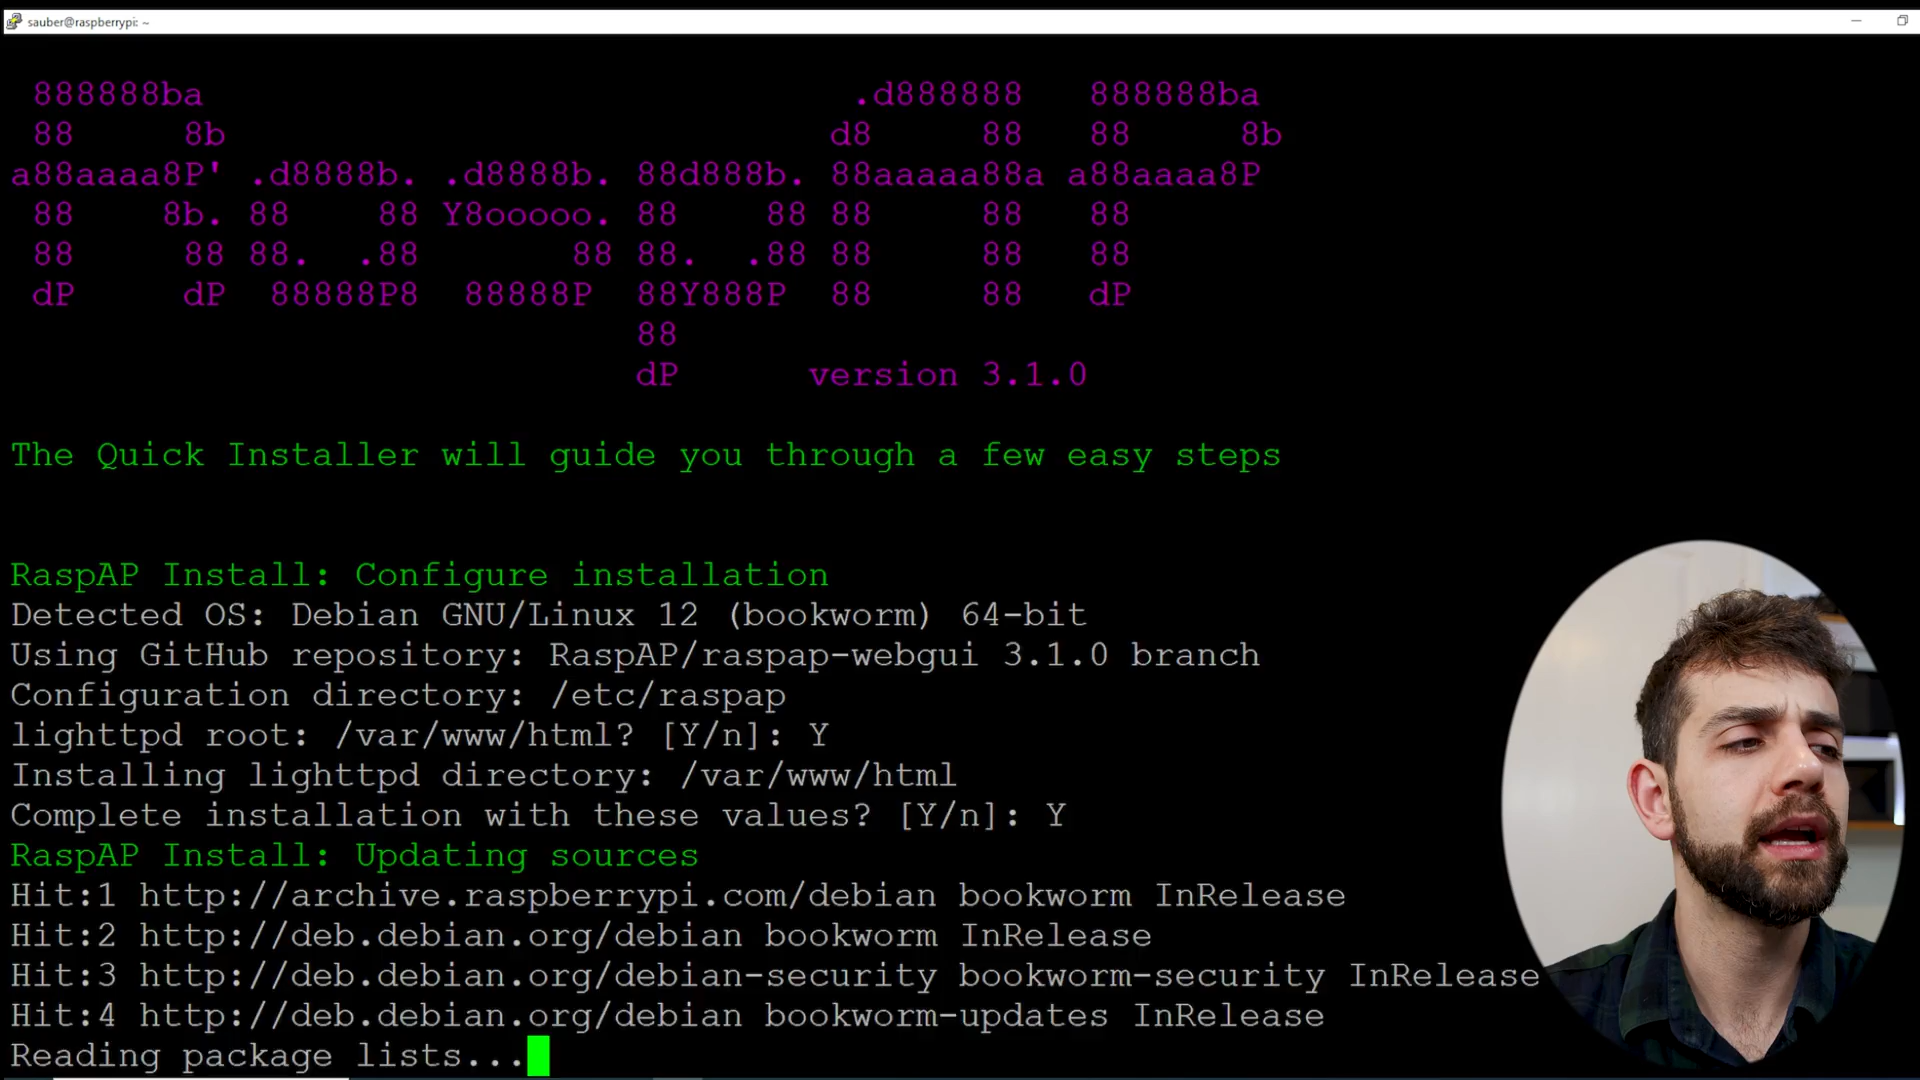 sauber@raspberrypi: ~
888888ba                              .d888888   888888ba
88      8b                            d8      88   88      8b
a88aaaa8P' .d8888b. .d8888b. 88d888b. 88aaaaa88a a88aaaa8P
88    8b. 88    88 Y8ooooo. 88    88 88     88   88
88     88 88.  .88       88 88.  .88 88     88   88
dP     dP  88888P8  88888P  88Y888P  88     88   dP
88
dP      version 3.1.0
The Quick Installer will guide you through a few easy steps
RaspAP Install: Configure installation
Detected OS: Debian GNU/Linux 12 (bookworm) 64-bit
Using GitHub repository: RaspAP/raspap-webgui 3.1.0 branch
Configuration directory: /etc/raspap
lighttpd root: /var/www/html? [Y/n]: Y
Installing lighttpd directory: /var/www/html
Complete installation with these values? [Y/n]: Y
RaspAP Install: Updating sources
Hit:1 http://archive.raspberrypi.com/debian bookworm InRelease
Hit:2 http://deb.debian.org/debian bookworm InRelease
Hit:3 http://deb.debian.org/debian-security bookworm-security InRelease
Hit:4 http://deb.debian.org/debian bookworm-updates InRelease
Reading package lists...